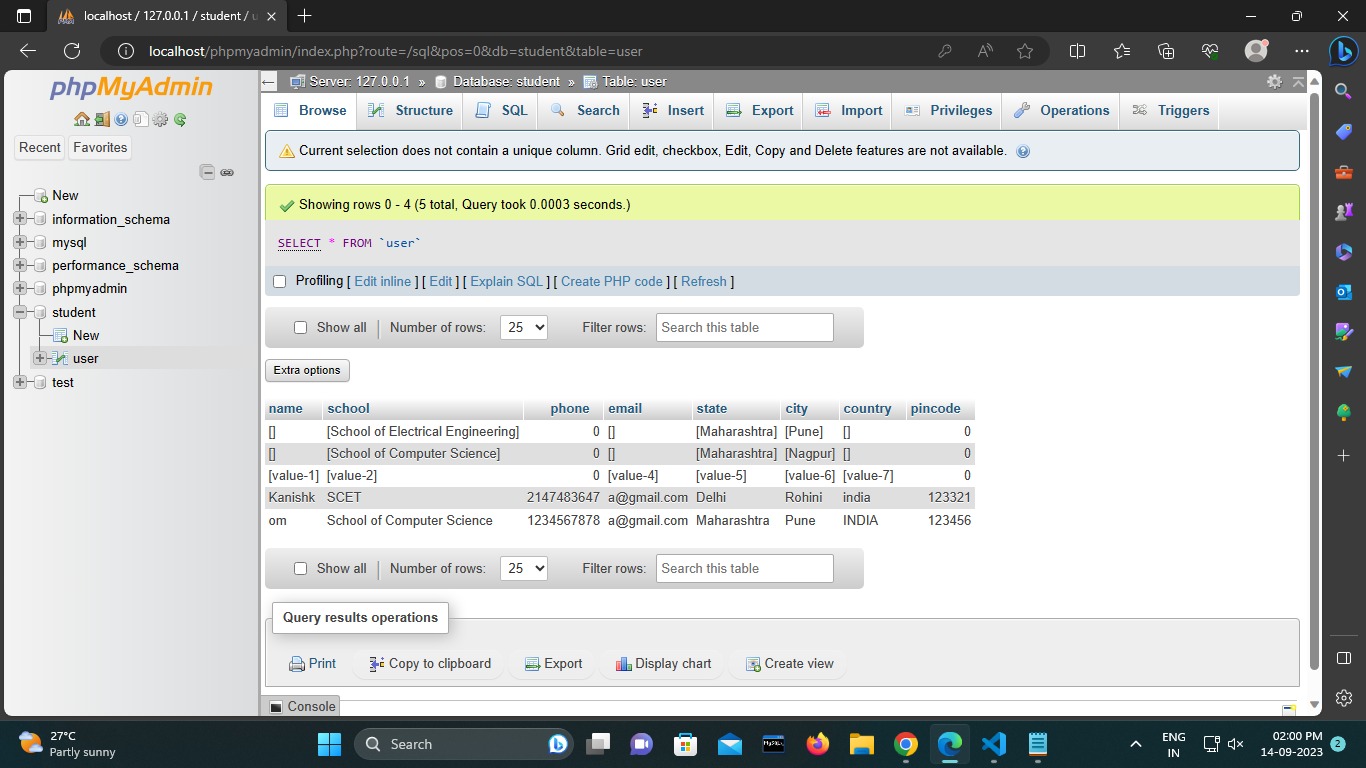 localhost / 127.0.0.1 / student / u
localhost/phpmyadmin/index.php?route=/sql&pos=0&db=student&table=user
phpMyAdmin
Recent Favorites
New
information_schema
mysql
performance_schema
phpmyadmin
student
New
user
test
Server: 127.0.0.1 » Database: student » Table: user
Browse Structure SQL Search Insert Export Import Privileges Operations Triggers
Current selection does not contain a unique column. Grid edit, checkbox, Edit, Copy and Delete features are not available.
Showing rows 0 - 4 (5 total, Query took 0.0003 seconds.)
SELECT * FROM `user`
Profiling [ Edit inline ] [ Edit ] [ Explain SQL ] [ Create PHP code ] [ Refresh ]
Show all Number of rows: 25 Filter rows: Search this table
Extra options
name school phone email state city country pincode
[] [School of Electrical Engineering] 0 [] [Maharashtra] [Pune] [] 0
[] [School of Computer Science] 0 [] [Maharashtra] [Nagpur] [] 0
[value-1] [value-2] 0 [value-4] [value-5] [value-6] [value-7] 0
Kanishk SCET 2147483647 a@gmail.com Delhi Rohini india 123321
om School of Computer Science 1234567878 a@gmail.com Maharashtra Pune INDIA 123456
Show all Number of rows: 25 Filter rows: Search this table
Query results operations
Print Copy to clipboard Export Display chart Create view
Console
27°C
Partly sunny
Search
ENG
IN
02:00 PM
14-09-2023
2